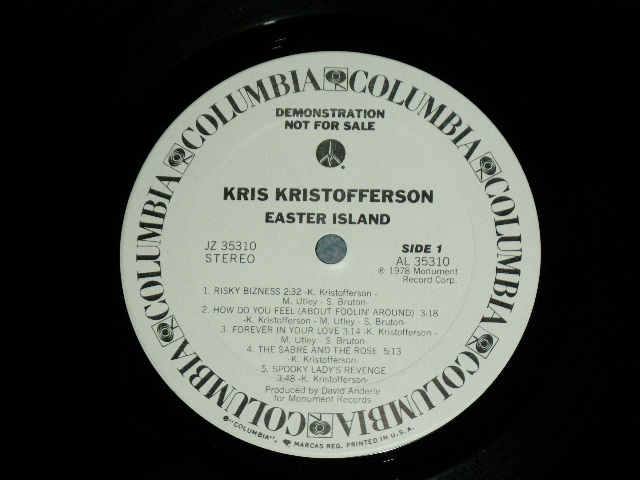 COLUMBIA COLUMBIA COLUMBIA COLUMBIA COLUMBIA COLUMBIA COLUMBIA COLUMBIA
DEMONSTRATION
NOT FOR SALE
KRIS KRISTOFFERSON
EASTER ISLAND
JZ 35310
STEREO
SIDE 1
AL 35310
℗ 1978 Monument
Record Corp.
1. RISKY BIZNESS 2:32 -K. Kristofferson -
M. Utley - S. Bruton-
2. HOW DO YOU FEEL (ABOUT FOOLIN' AROUND) 3:18
-K. Kristofferson - M. Utley - S. Bruton-
3. FOREVER IN YOUR LOVE 3:14 -K. Kristofferson -
M. Utley - S. Bruton-
4. THE SABRE AND THE ROSE 5:13
-K. Kristofferson-
5. SPOOKY LADY'S REVENGE
3:48 -K. Kristofferson-
Produced by David Anderle
for Monument Records
®"COLUMBIA", MARCAS REG. PRINTED IN U.S.A.